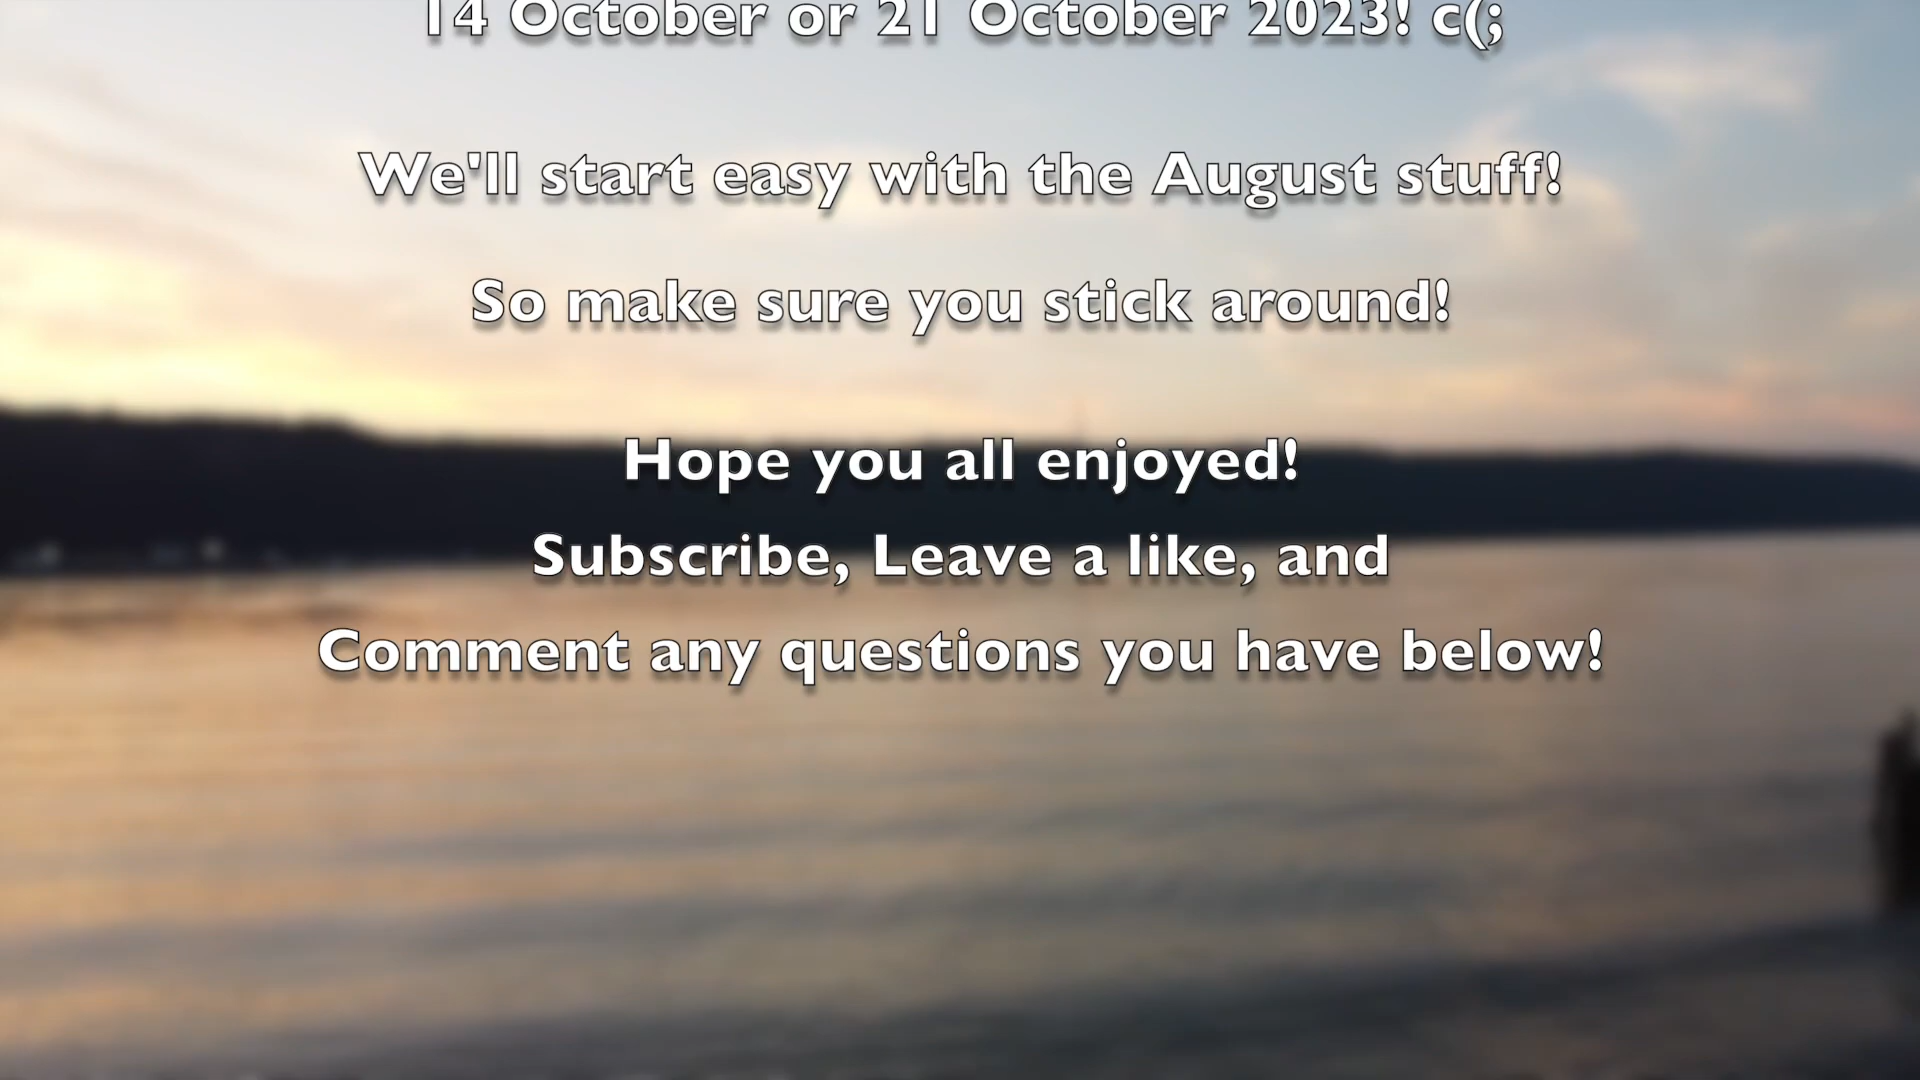 14 October or 21 October 2023! c(;
We'll start easy with the August stuff!
So make sure you stick around!
Hope you all enjoyed!
Subscribe, Leave a like, and
Comment any questions you have below!